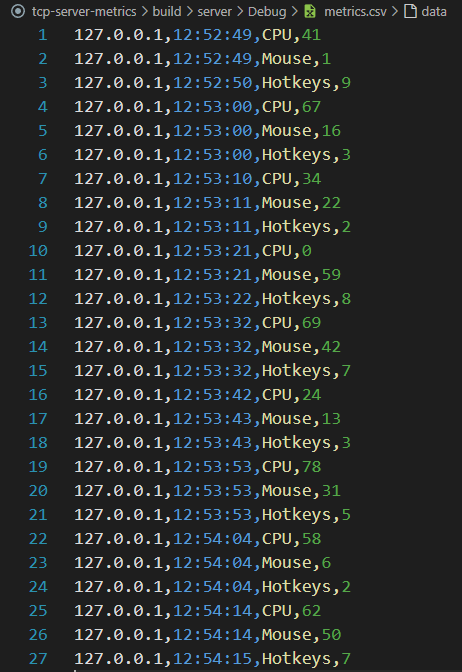 tcp-server-metrics > build > server > Debug > metrics.csv > data
1 127.0.0.1,12:52:49,CPU,41
2 127.0.0.1,12:52:49,Mouse,1
3 127.0.0.1,12:52:50,Hotkeys,9
4 127.0.0.1,12:53:00,CPU,67
5 127.0.0.1,12:53:00,Mouse,16
6 127.0.0.1,12:53:00,Hotkeys,3
7 127.0.0.1,12:53:10,CPU,34
8 127.0.0.1,12:53:11,Mouse,22
9 127.0.0.1,12:53:11,Hotkeys,2
10 127.0.0.1,12:53:21,CPU,0
11 127.0.0.1,12:53:21,Mouse,59
12 127.0.0.1,12:53:22,Hotkeys,8
13 127.0.0.1,12:53:32,CPU,69
14 127.0.0.1,12:53:32,Mouse,42
15 127.0.0.1,12:53:32,Hotkeys,7
16 127.0.0.1,12:53:42,CPU,24
17 127.0.0.1,12:53:43,Mouse,13
18 127.0.0.1,12:53:43,Hotkeys,3
19 127.0.0.1,12:53:53,CPU,78
20 127.0.0.1,12:53:53,Mouse,31
21 127.0.0.1,12:53:53,Hotkeys,5
22 127.0.0.1,12:54:04,CPU,58
23 127.0.0.1,12:54:04,Mouse,6
24 127.0.0.1,12:54:04,Hotkeys,2
25 127.0.0.1,12:54:14,CPU,62
26 127.0.0.1,12:54:14,Mouse,50
27 127.0.0.1,12:54:15,Hotkeys,7